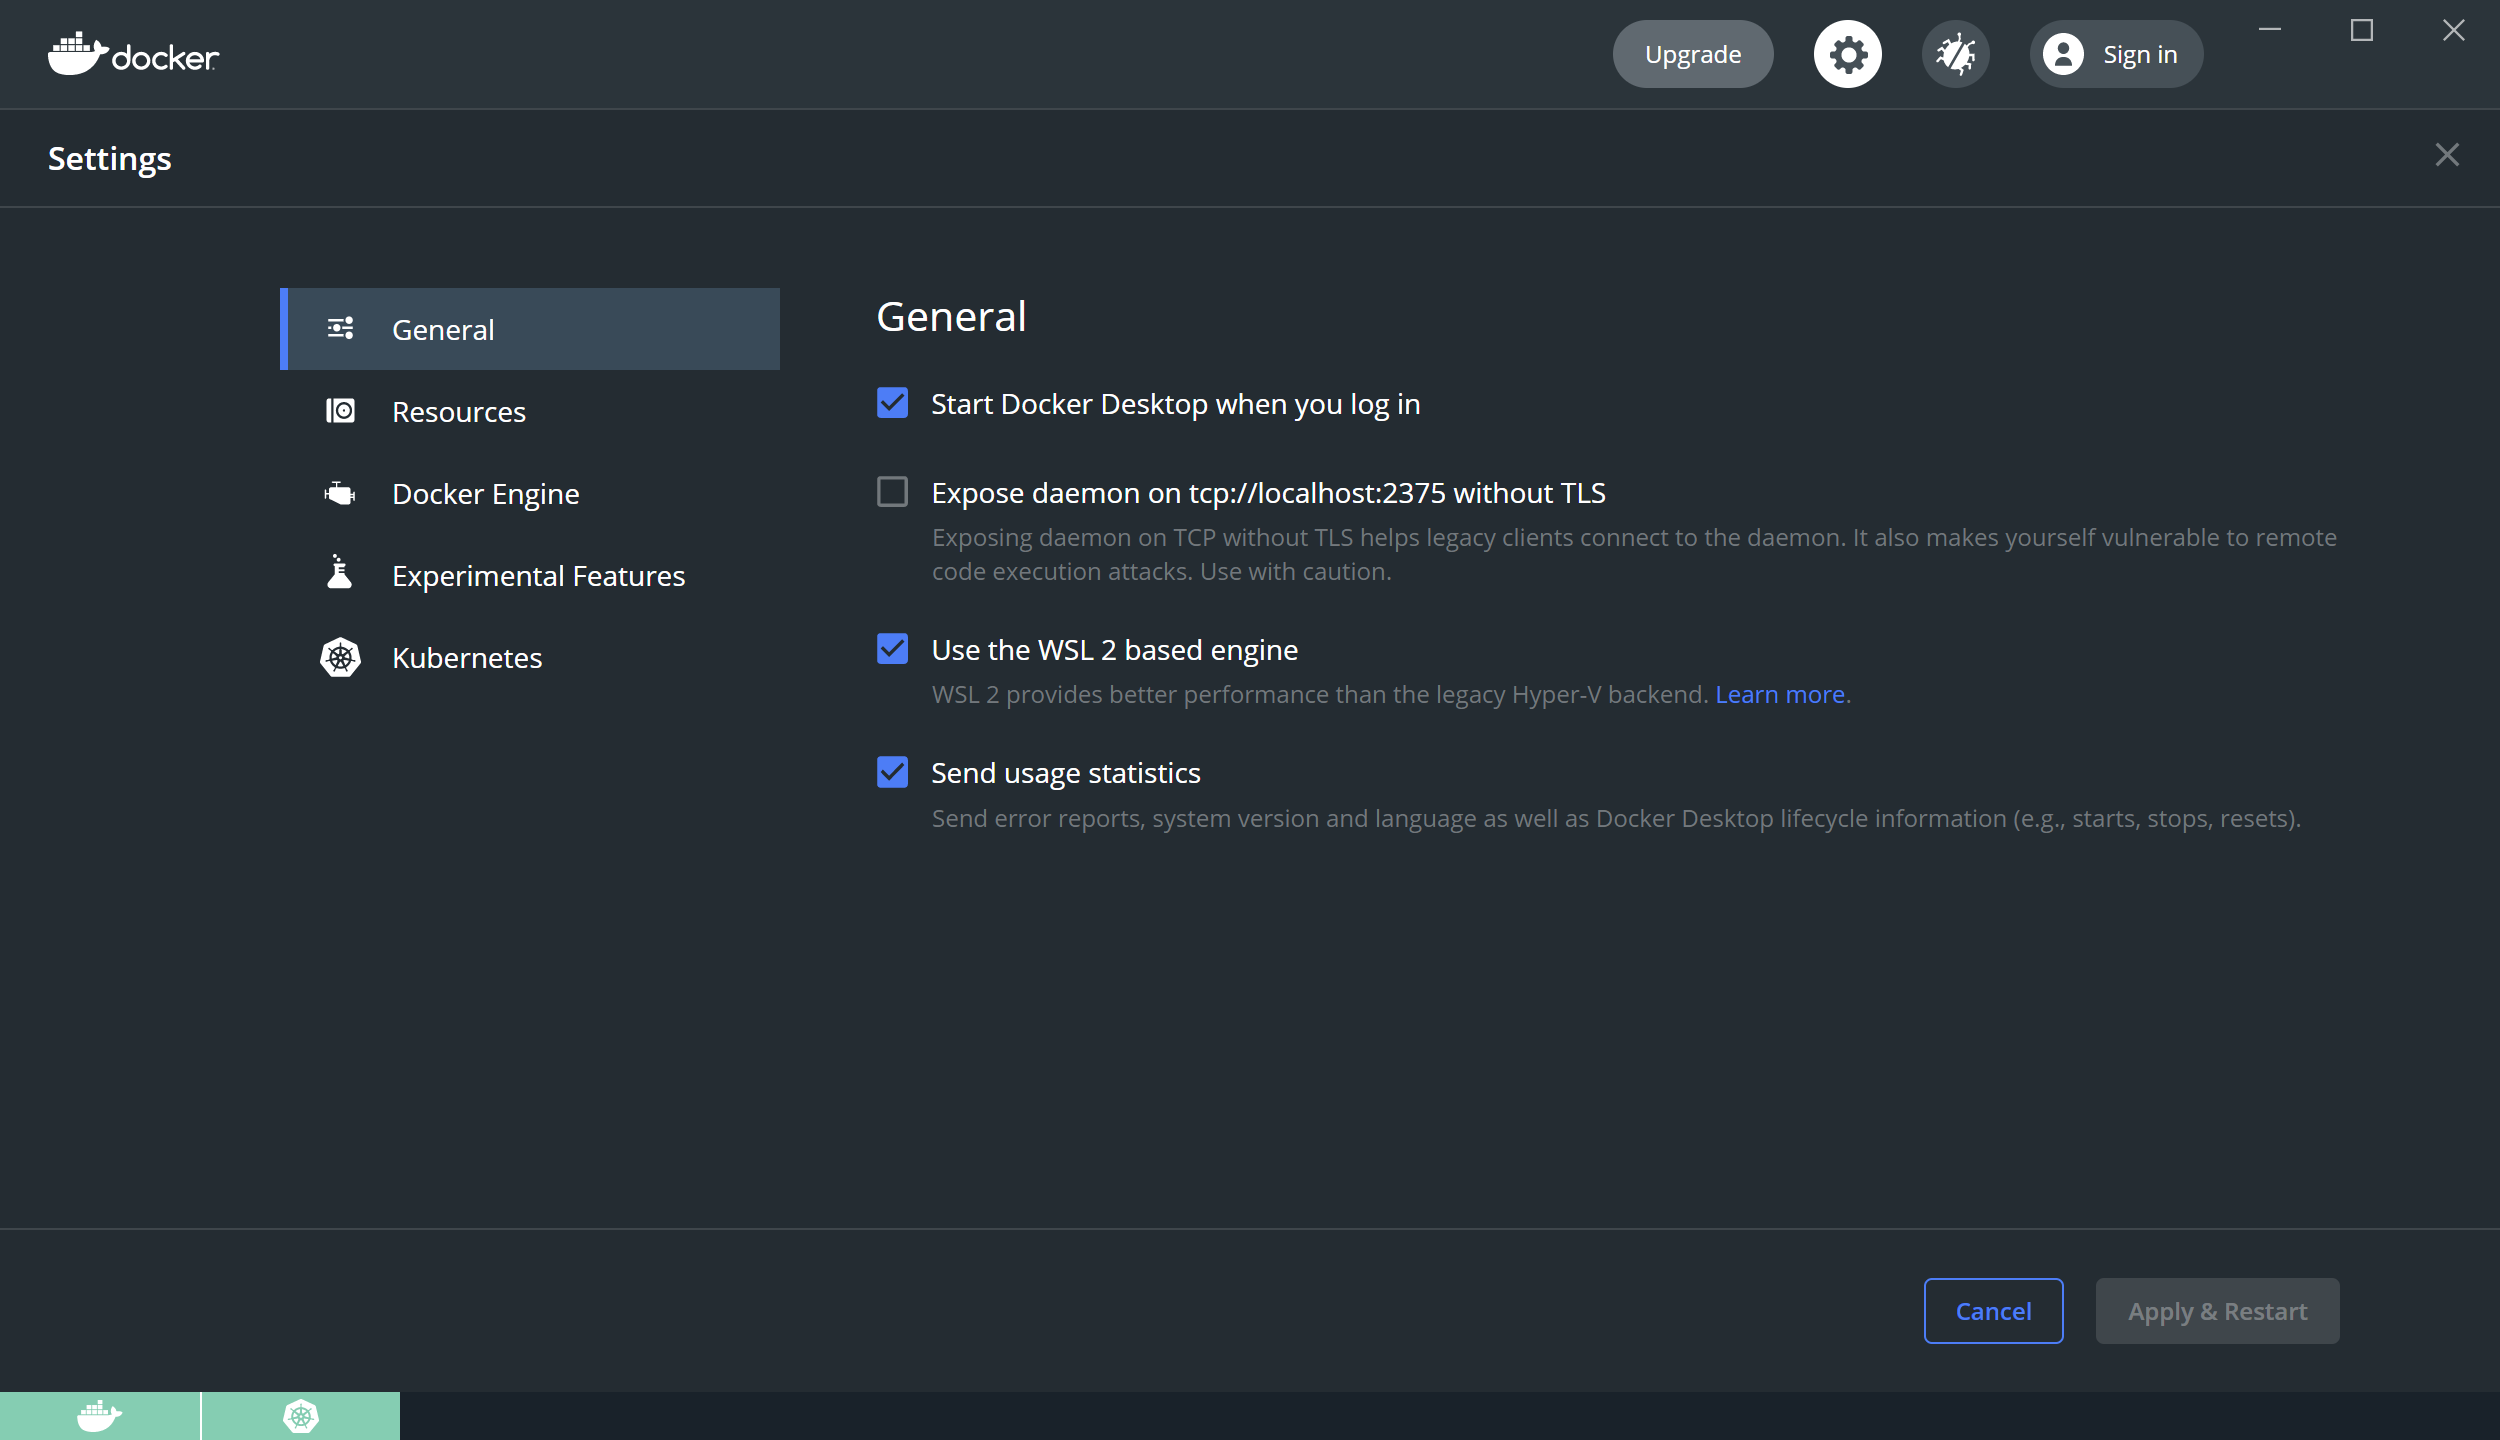 docker
Upgrade
Sign in
Settings
General
Resources
Docker Engine
Experimental Features
Kubernetes
General
Start Docker Desktop when you log in
Expose daemon on tcp://localhost:2375 without TLS
Exposing daemon on TCP without TLS helps legacy clients connect to the daemon. It also makes yourself vulnerable to remote
code execution attacks. Use with caution.
Use the WSL 2 based engine
WSL 2 provides better performance than the legacy Hyper-V backend. Learn more.
Send usage statistics
Send error reports, system version and language as well as Docker Desktop lifecycle information (e.g., starts, stops, resets).
Cancel
Apply & Restart